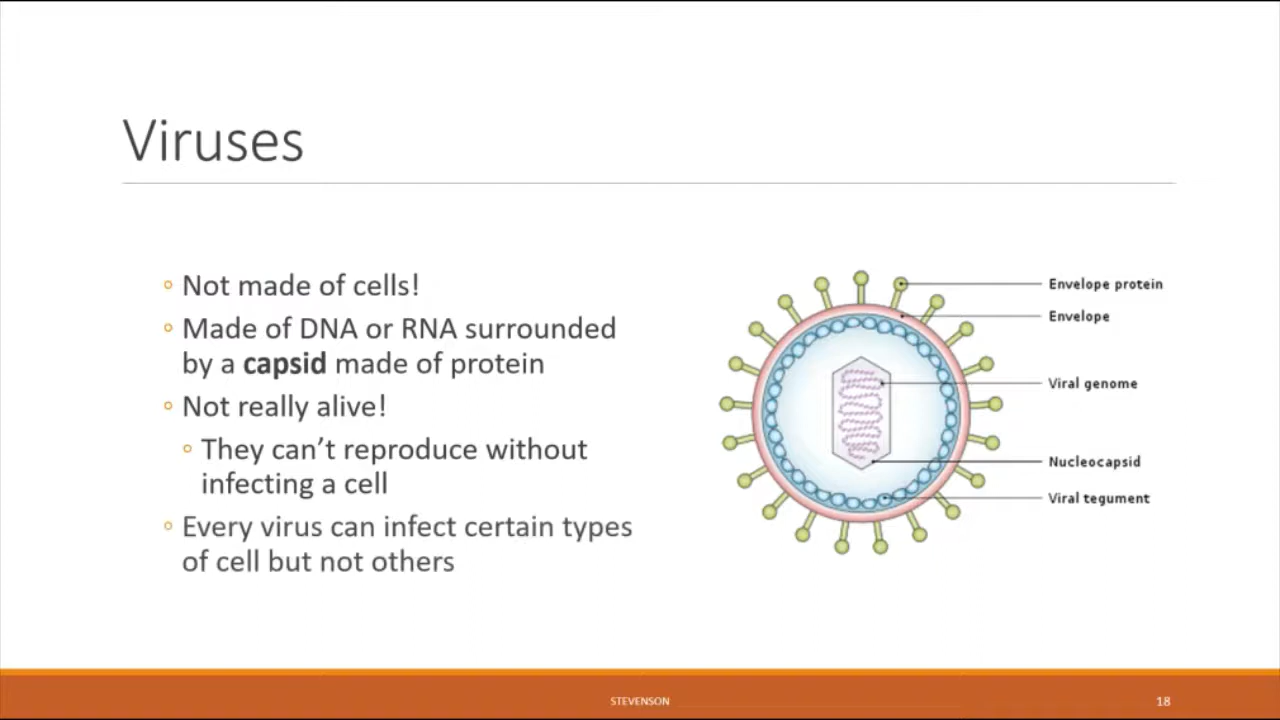 Viruses
Not made of cells!
Made of DNA or RNA surrounded
by a capsid made of protein
Not really alive!
They can’t reproduce without
infecting a cell
Every virus can infect certain types
of cell but not others
Envelope protein
Envelope
Viral genome
Nucleocapsid
Viral tegument
STEVENSON
18